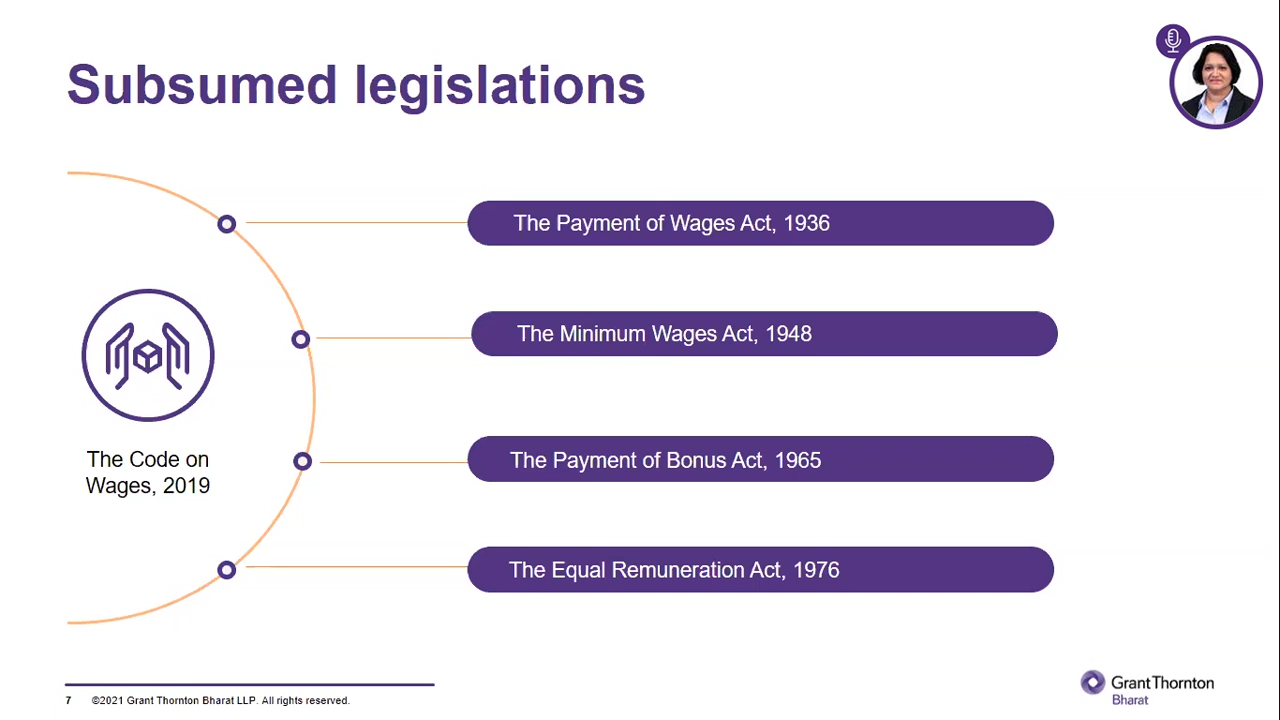 Subsumed legislations
The Payment of Wages Act, 1936
The Minimum Wages Act, 1948
The Code on
Wages, 2019
The Payment of Bonus Act, 1965
The Equal Remuneration Act, 1976
7 ©2021 Grant Thornton Bharat LLP. All rights reserved.
GrantThornton
Bharat